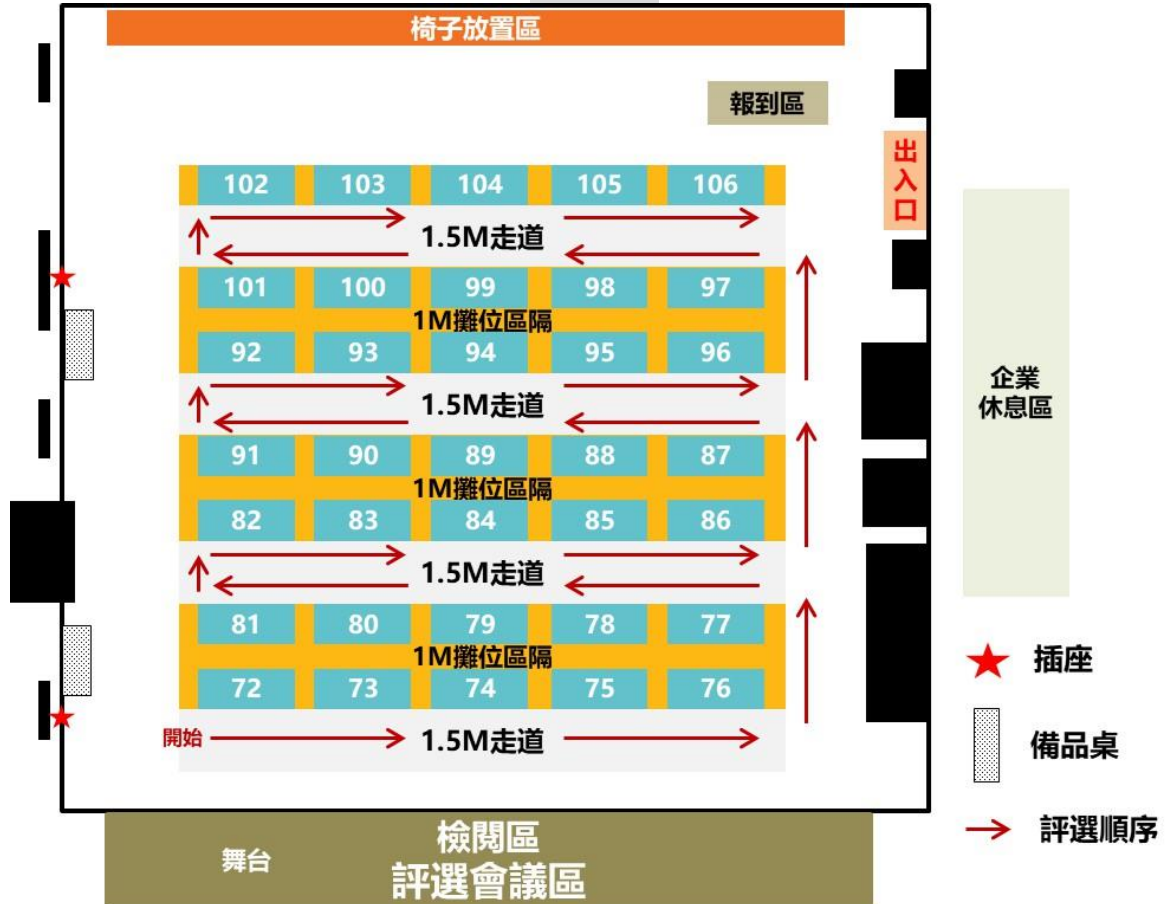 椅子放置區
報到區
出入口
102 103 104 105 106
1.5M走道
101 100 99 98 97
1M攤位區隔
92 93 94 95 96
1.5M走道
91 90 89 88 87
1M攤位區隔
82 83 84 85 86
1.5M走道
81 80 79 78 77
1M攤位區隔
72 73 74 75 76
開始 1.5M走道
企業
休息區
插座
備品桌
評選順序
舞台
檢閱區
評選會議區